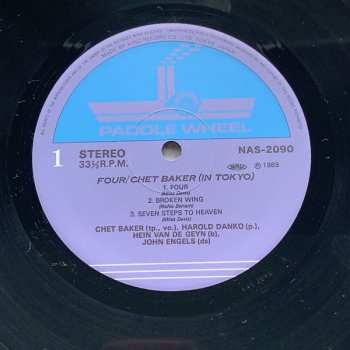 PADDLE WHEEL
1
STEREO
33⅓R.P.M.
NAS-2090
Ⓟ1989
FOUR/CHET BAKER (IN TOKYO)
1. FOUR
(Miles Davis)
2. BROKEN WING
(Richie Beirach)
3. SEVEN STEPS TO HEAVEN
(Miles Davis)
CHET BAKER (tp., vo.), HAROLD DANKO (p.),
HEIN VAN DE GEYN (b),
JOHN ENGELS (ds)